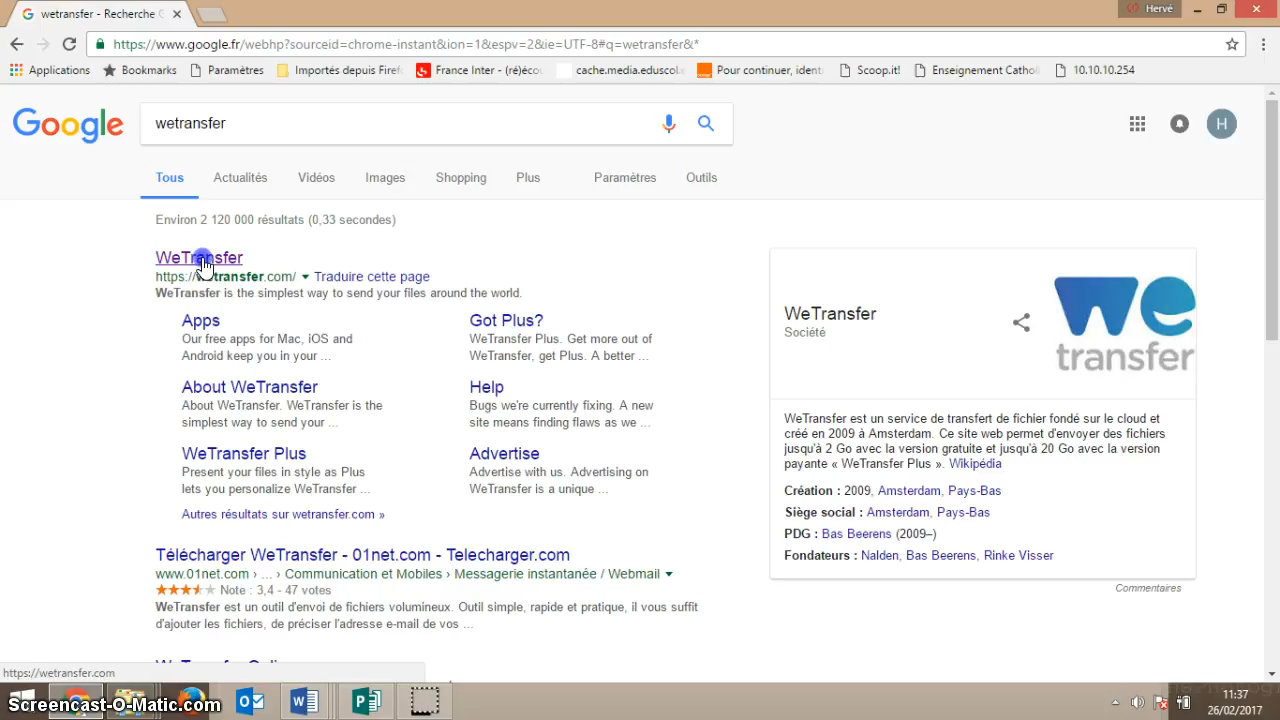 wetransfer - Recherche G
Hervé
https://www.google.fr/webhp?sourceid=chrome-instant&ion=1&espv=2&ie=UTF-8#q=wetransfer&*
Applications Bookmarks Paramètres Importés depuis Firef France Inter - (ré)éco cache.media.eduscol. Pour continuer, identi Scoop.it! Enseignement Catholi 10.10.10.254
Google
wetransfer
H
Tous Actualités Vidéos Images Shopping Plus Paramètres Outils
Environ 2 120 000 résultats (0,33 secondes)
WeTransfer
https://wetransfer.com/ Traduire cette page
WeTransfer is the simplest way to send your files around the world.
Apps
Our free apps for Mac, iOS and
Android keep you in your ...
Got Plus?
WeTransfer Plus. Get more out of
WeTransfer, get Plus. A better ...
About WeTransfer
About WeTransfer. WeTransfer is the
simplest way to send your ...
Help
Bugs we're currently fixing. A new
site means finding flaws as we ...
WeTransfer Plus
Present your files in style as Plus
lets you personalize WeTransfer ...
Advertise
Advertise with us. Advertising on
WeTransfer is a unique ...
Autres résultats sur wetransfer.com »
Télécharger WeTransfer - 01net.com - Telecharger.com
www.01net.com › ... › Communication et Mobiles › Messagerie instantanée / Webmail
Note : 3,4 - 47 votes
WeTransfer est un outil d'envoi de fichiers volumineux. Outil simple, rapide et pratique, il vous suffit
d'ajouter les fichiers, de préciser l'adresse e-mail de vos ...
WeTransfer
Société
we
transfer
WeTransfer est un service de transfert de fichier fondé sur le cloud et
créé en 2009 à Amsterdam. Ce site web permet d'envoyer des fichiers
jusqu'à 2 Go avec la version gratuite et jusqu'à 20 Go avec la version
payante « WeTransfer Plus ». Wikipédia
Création : 2009, Amsterdam, Pays-Bas
Siège social : Amsterdam, Pays-Bas
PDG : Bas Beerens (2009–)
Fondateurs : Nalden, Bas Beerens, Rinke Visser
Commentaires
https://wetransfer.com
Screencast-O-Matic.com
11:37
26/02/2017